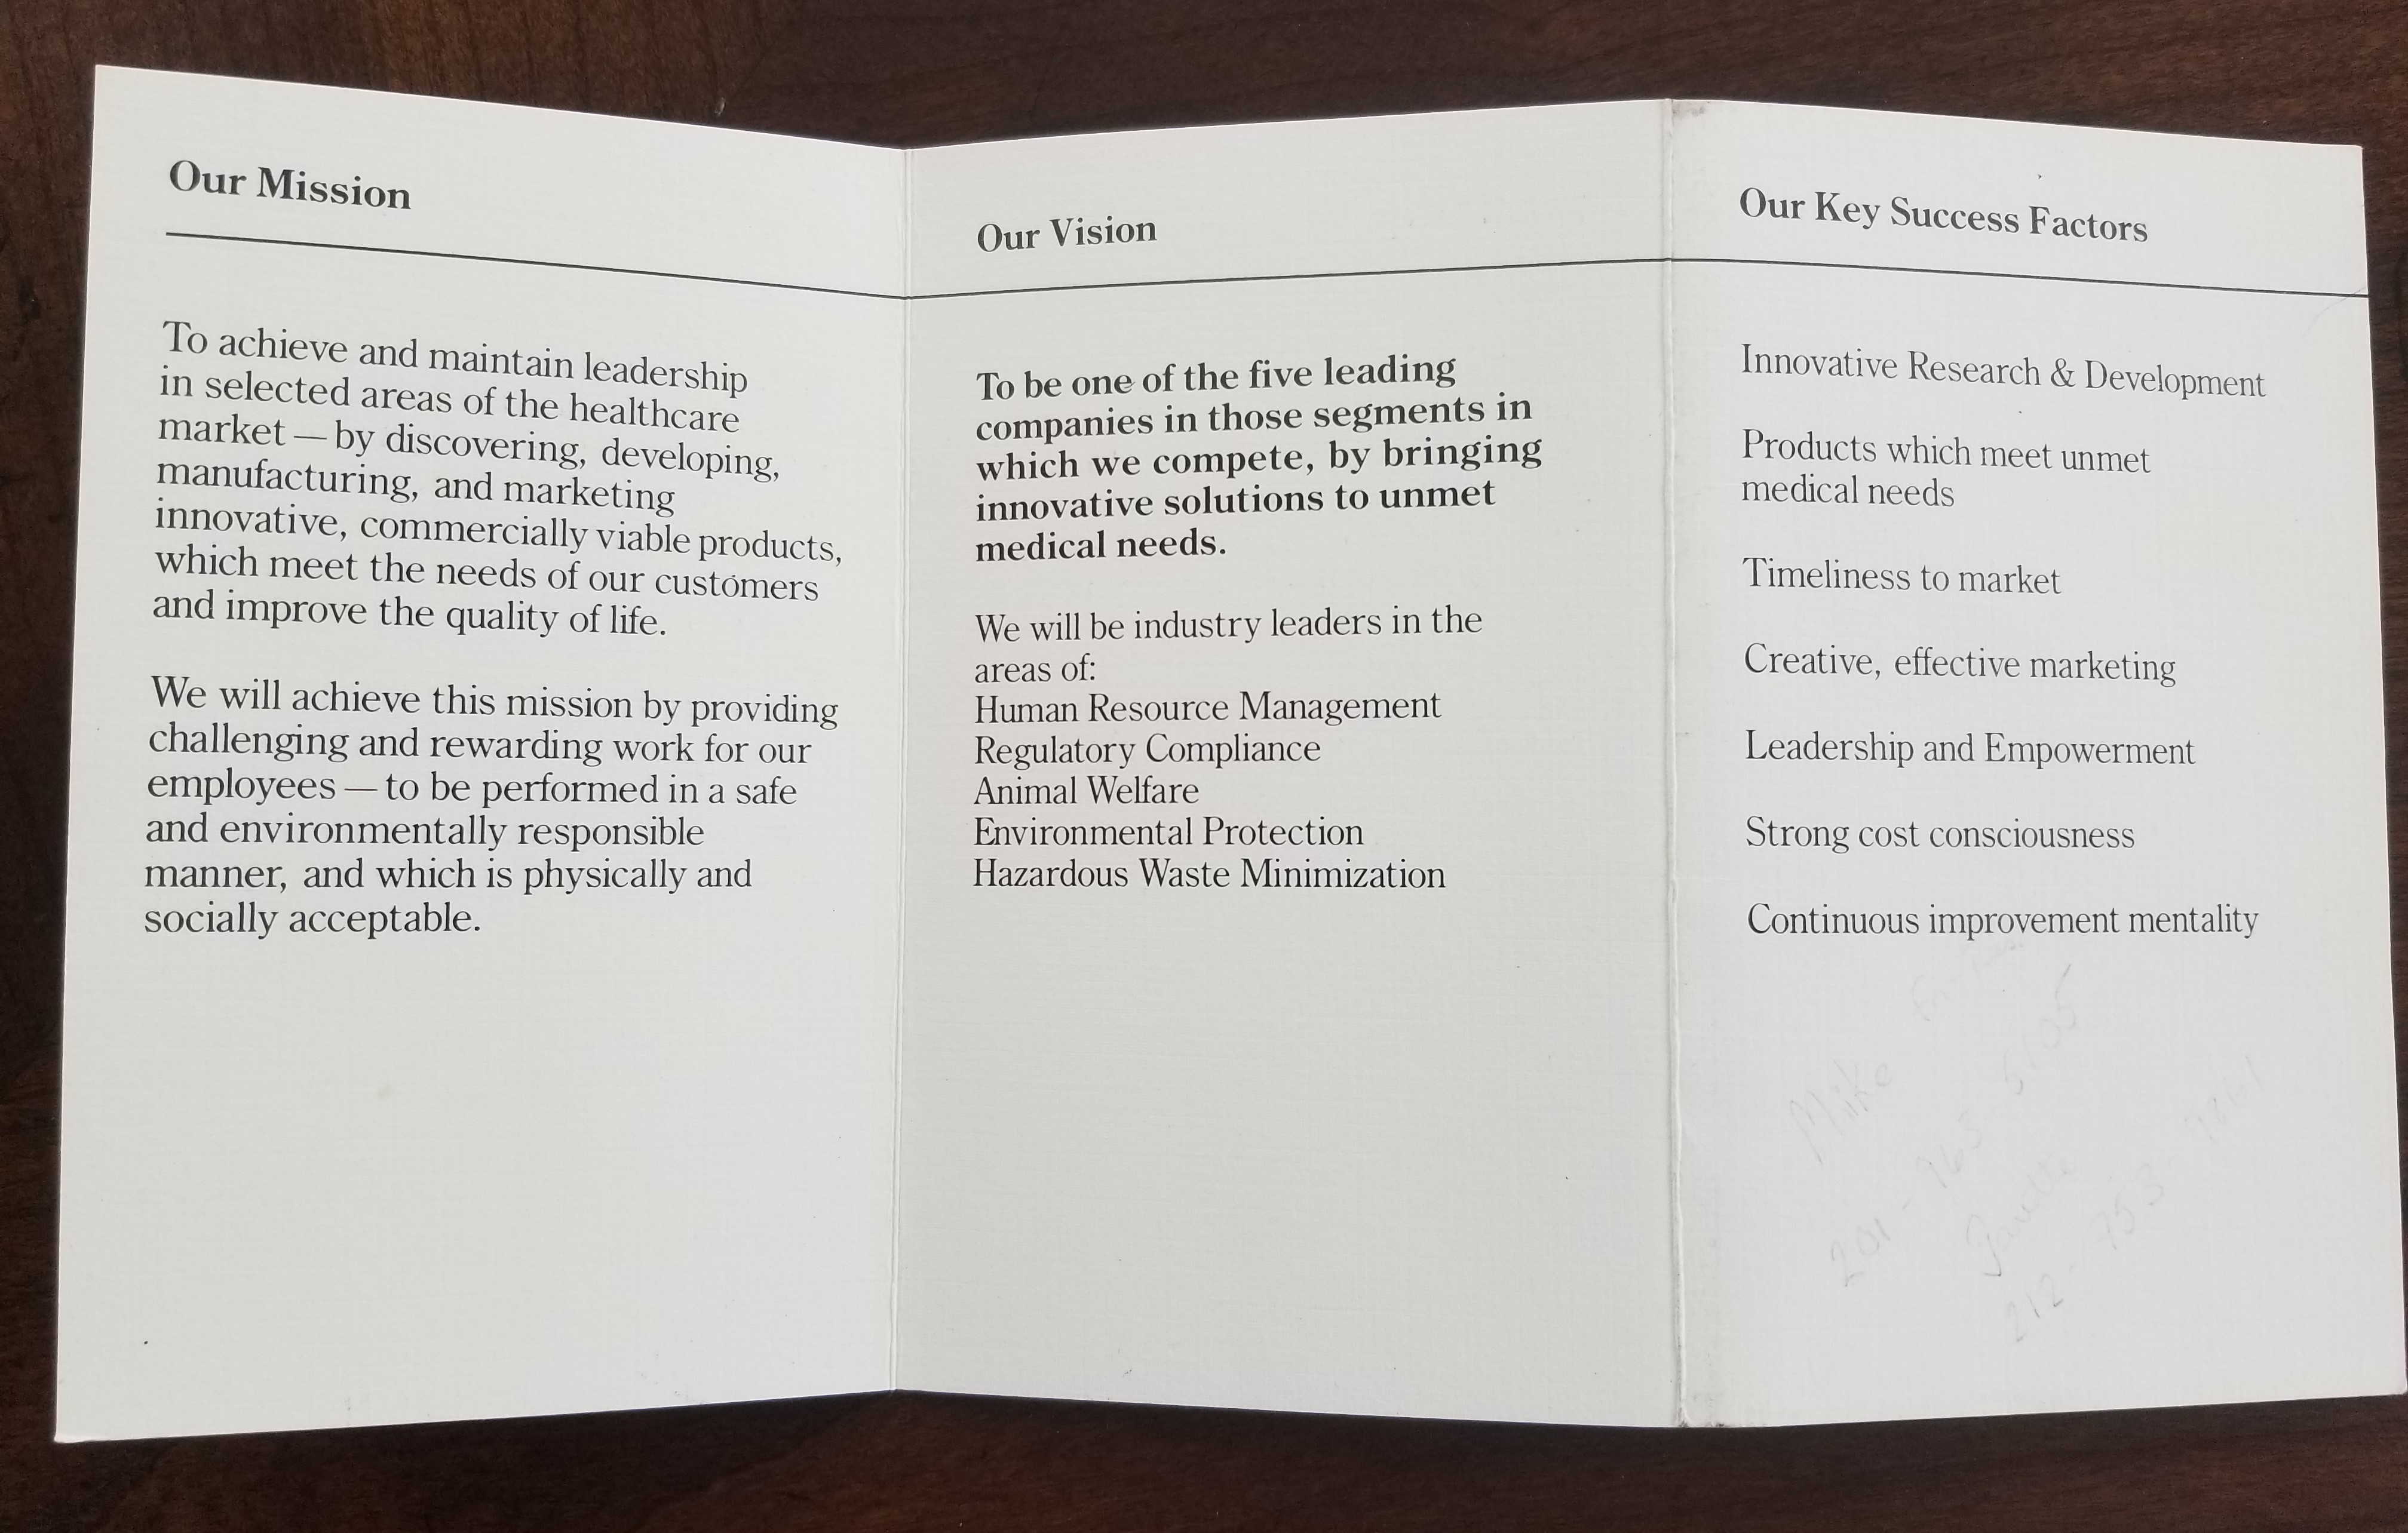 Our Mission
To achieve and maintain leadership
in selected areas of the healthcare
market — by discovering, developing,
manufacturing, and marketing
innovative, commercially viable products,
which meet the needs of our customers
and improve the quality of life.
We will achieve this mission by providing
challenging and rewarding work for our
employees — to be performed in a safe
and environmentally responsible
manner, and which is physically and
socially acceptable.
Our Vision
To be one of the five leading
companies in those segments in
which we compete, by bringing
innovative solutions to unmet
medical needs.
We will be industry leaders in the
areas of:
Human Resource Management
Regulatory Compliance
Animal Welfare
Environmental Protection
Hazardous Waste Minimization
Our Key Success Factors
Innovative Research & Development
Products which meet unmet
medical needs
Timeliness to market
Creative, effective marketing
Leadership and Empowerment
Strong cost consciousness
Continuous improvement mentality
Mike